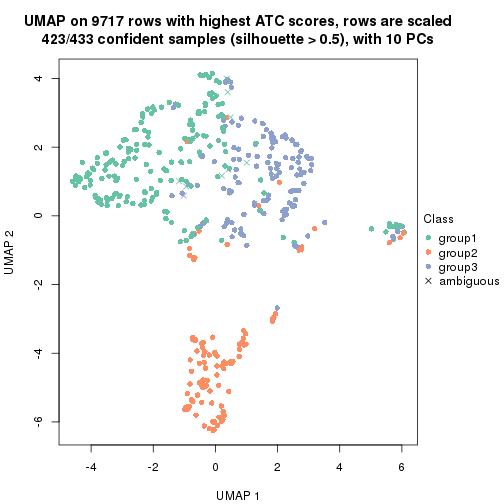 UMAP on 9717 rows with highest ATC scores, rows are scaled
423/433 confident samples (silhouette > 0.5), with 10 PCs
4
2
0
-2
-4
-6
UMAP 2
-4
-2
0
2
4
6
UMAP 1
Class
group1
group2
group3
ambiguous